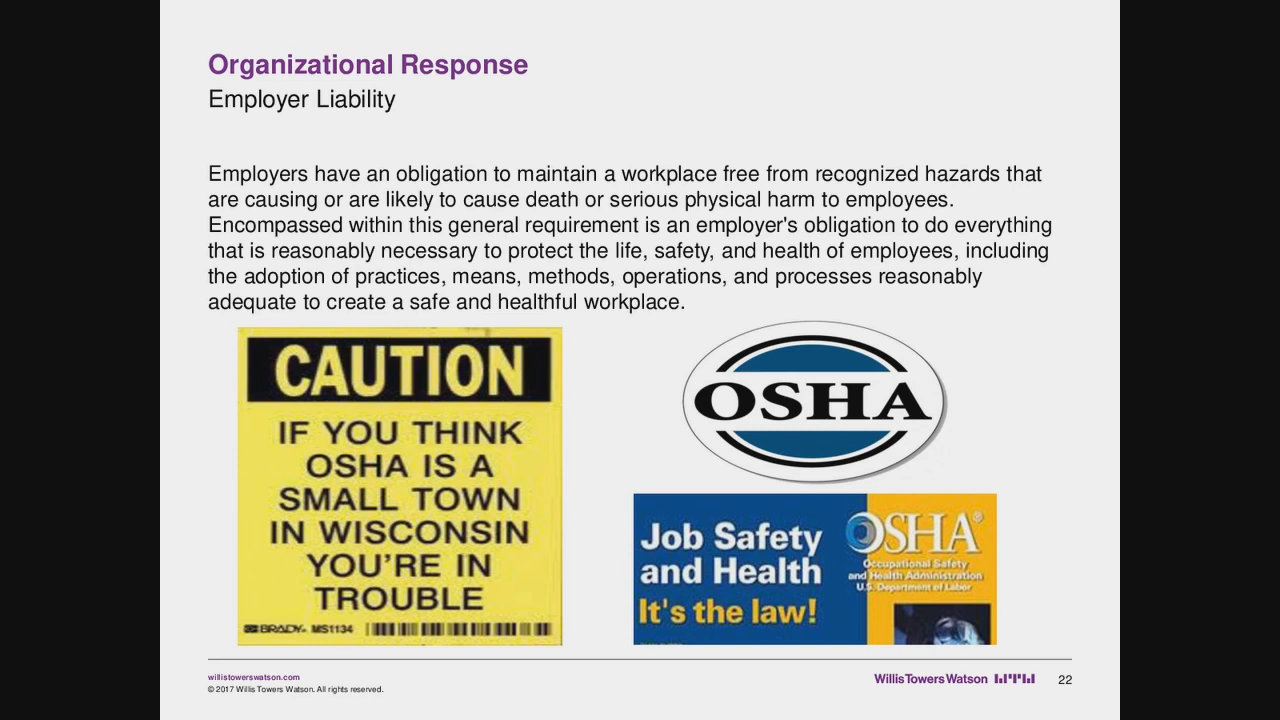 Organizational Response
Employer Liability
Employers have an obligation to maintain a workplace free from recognized hazards that
are causing or are likely to cause death or serious physical harm to employees.
Encompassed within this general requirement is an employer's obligation to do everything
that is reasonably necessary to protect the life, safety, and health of employees, including
the adoption of practices, means, methods, operations, and processes reasonably
adequate to create a safe and healthful workplace.
CAUTION
IF YOU THINK
OSHA IS A
SMALL TOWN
IN WISCONSIN
YOU'RE IN
TROUBLE
BRADY MS1134
OSHA
Job Safety
and Health
It's the law!
OSHA®
Occupational Safety
and Health Administration
U.S. Department of Labor
willistowerswatson.com
© 2017 Willis Towers Watson. All rights reserved.
WillisTowersWatson
22